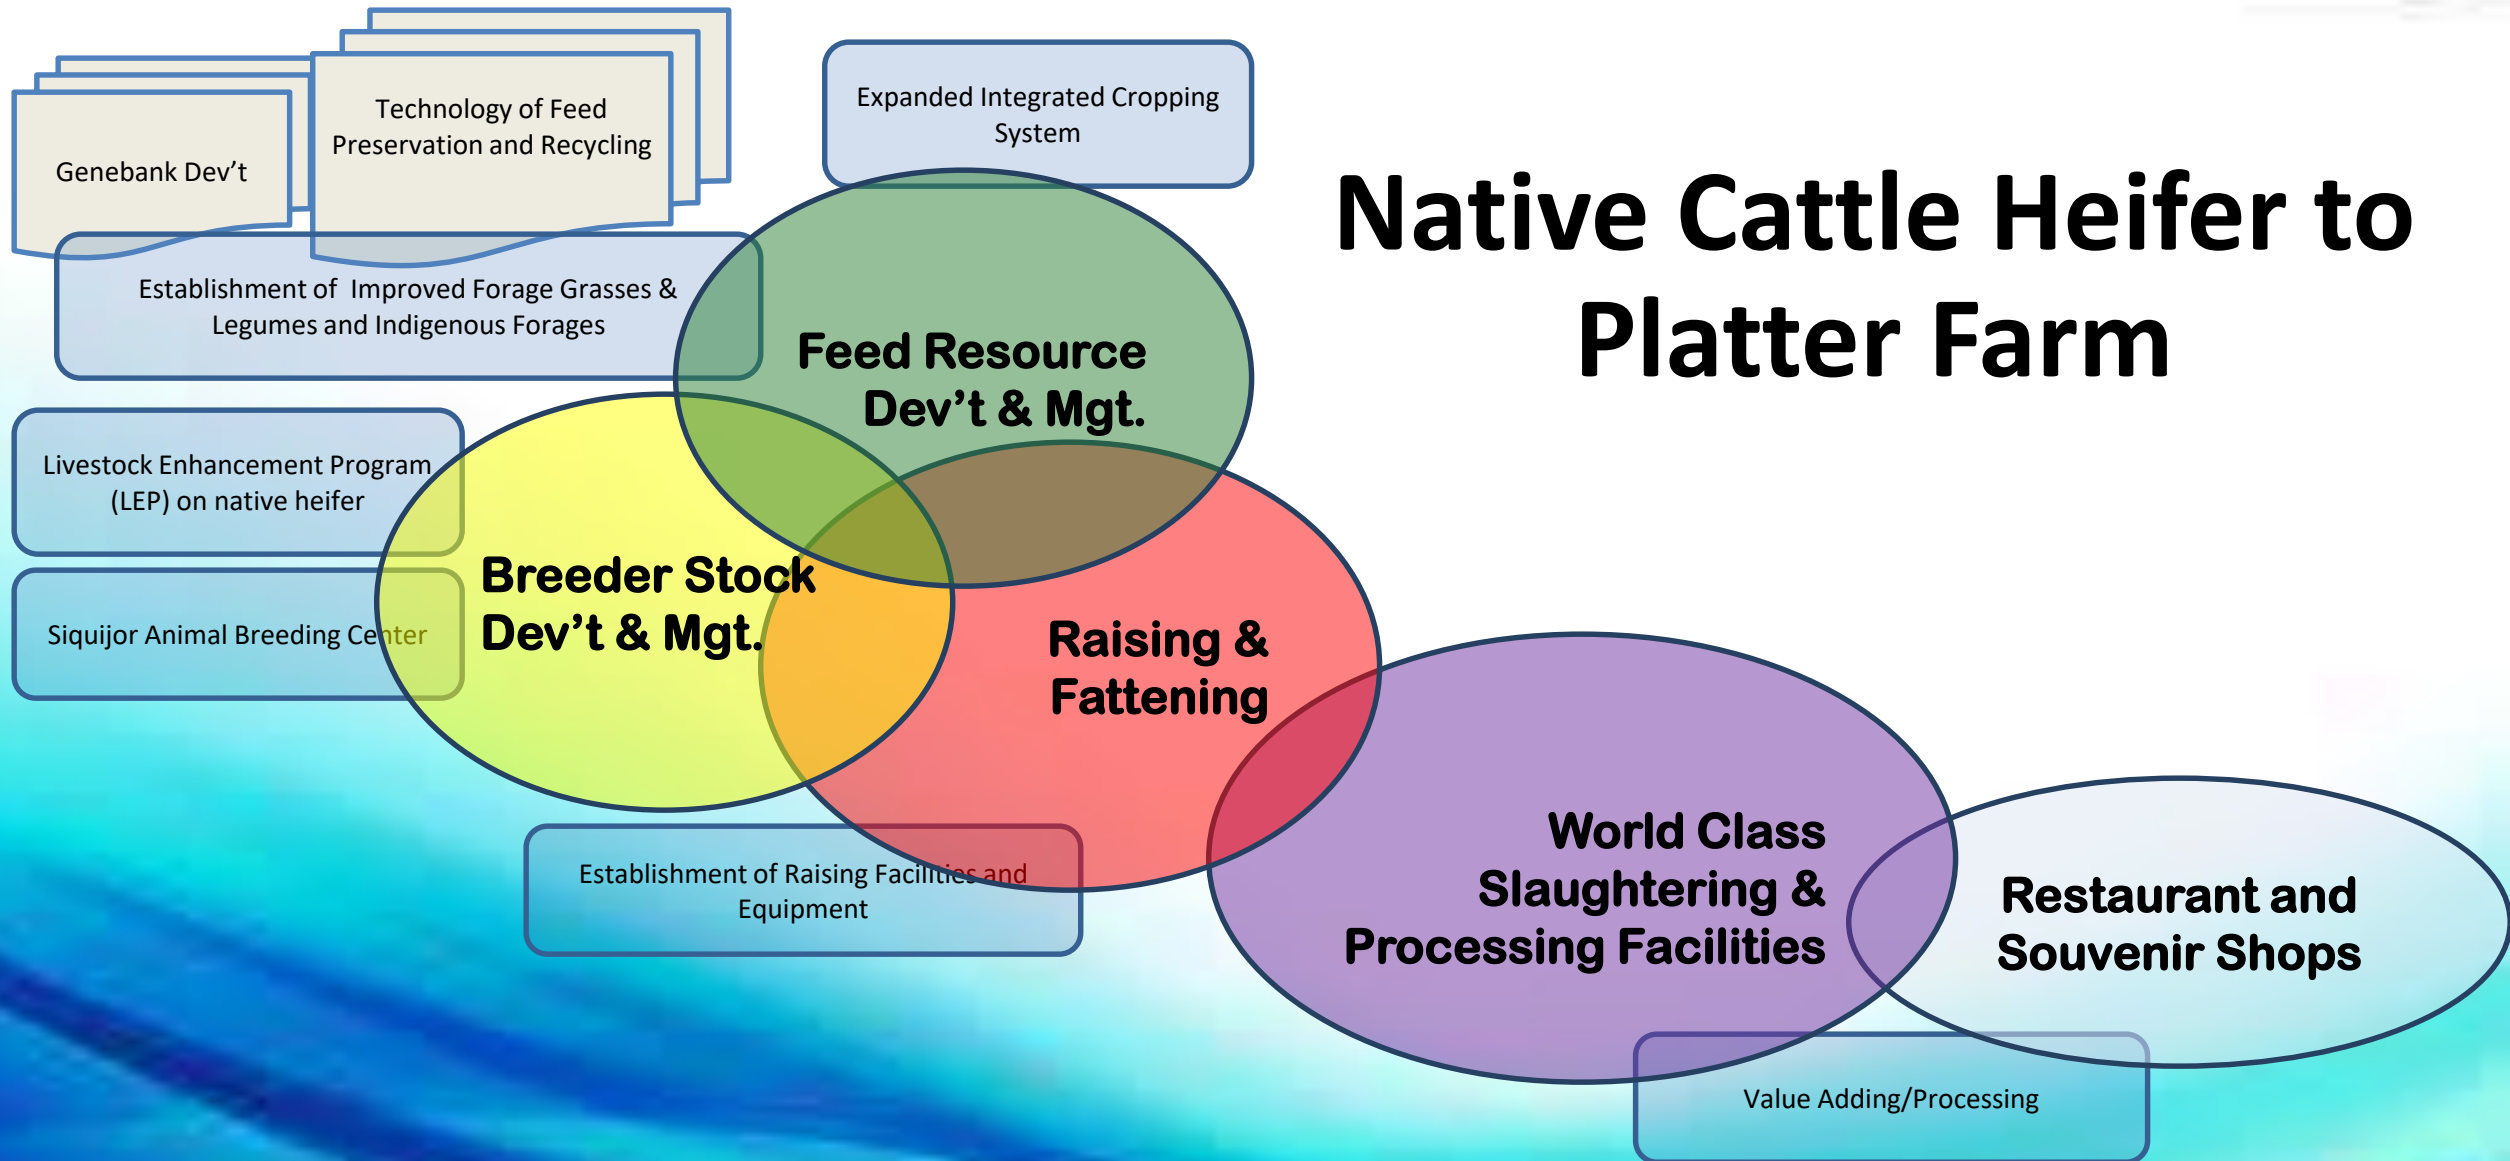 Genebank Dev’t
Technology of Feed
Preservation and Recycling
Expanded Integrated Cropping
System
Native Cattle Heifer to
Platter Farm
Establishment of Improved Forage Grasses &
Legumes and Indigenous Forages
Feed Resource
Dev’t & Mgt.
Livestock Enhancement Program
(LEP) on native heifer
Breeder Stock
Dev’t & Mgt.
Siquijor Animal Breeding Center
Raising &
Fattening
Establishment of Raising Facilities and
Equipment
World Class
Slaughtering &
Processing Facilities
Restaurant and
Souvenir Shops
Value Adding/Processing